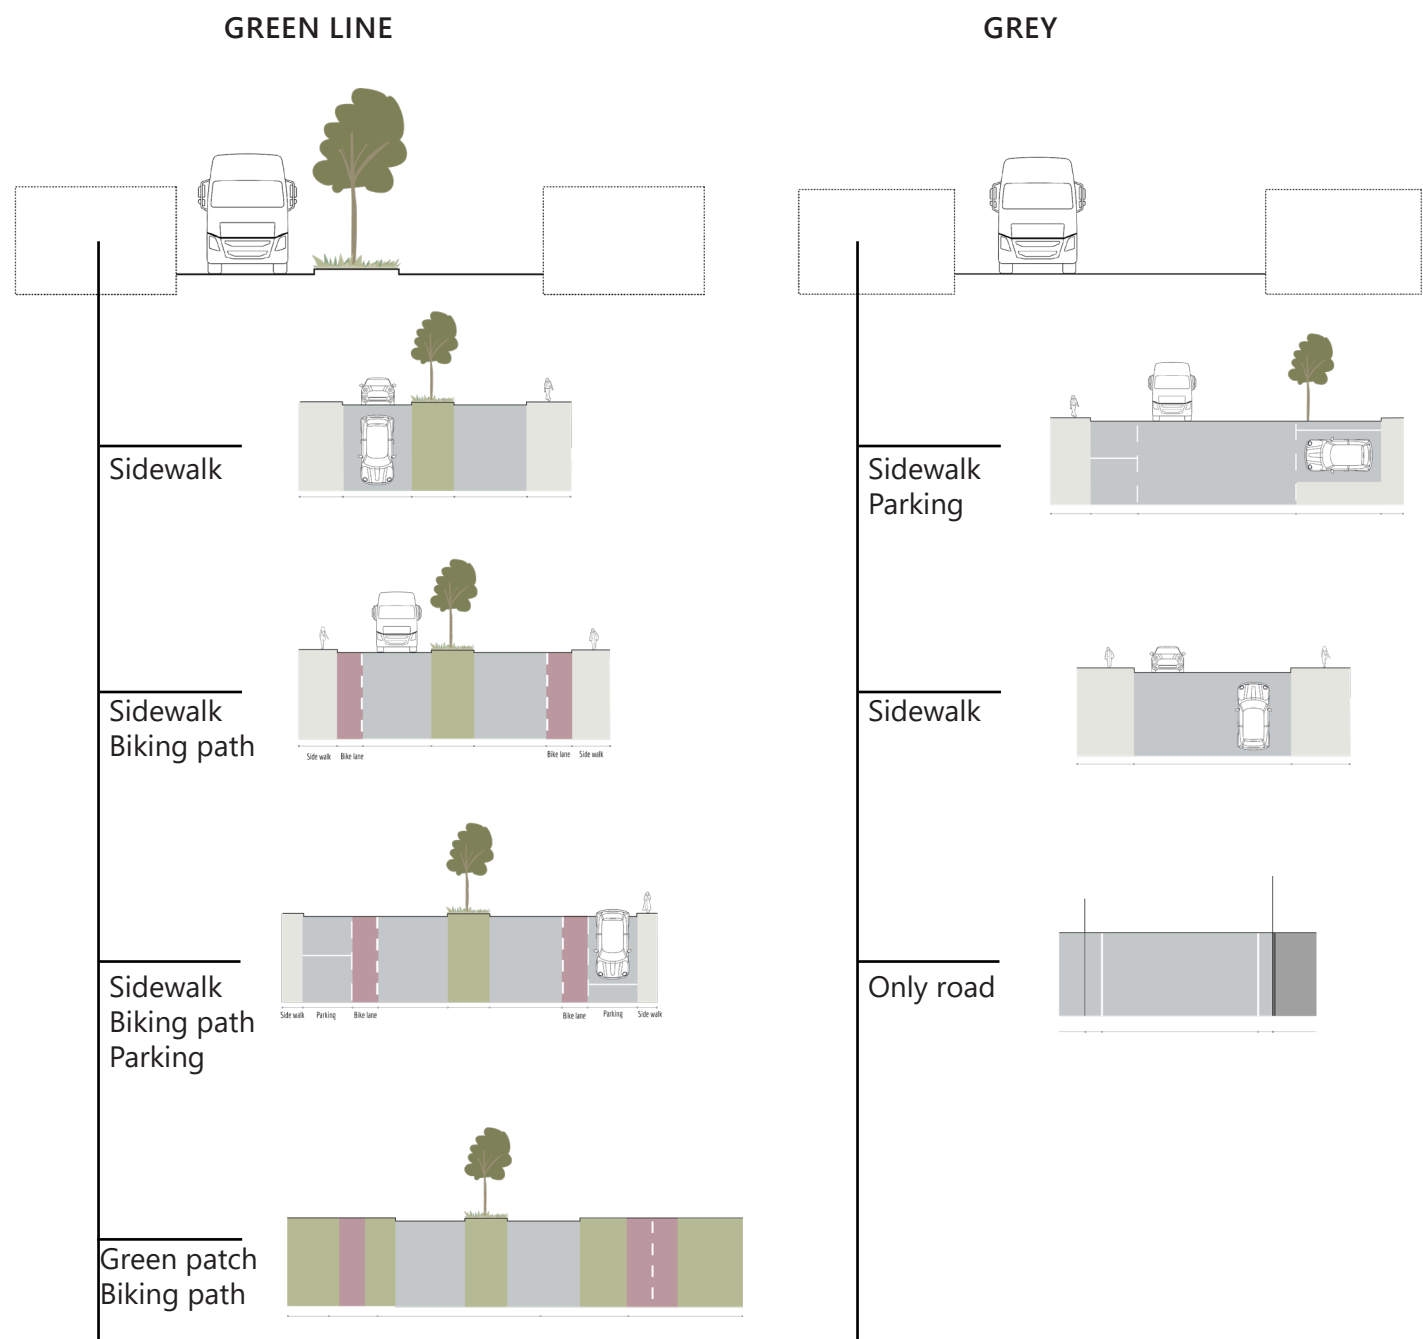 GREEN LINE
Sidewalk
Sidewalk
Biking path
Side walk Bike lane Bike lane Side walk
Sidewalk
Biking path
Parking
Side walk Parking Bike lane Bike lane Parking Side walk
Green patch
Biking path
GREY
Sidewalk
Parking
Sidewalk
Only road